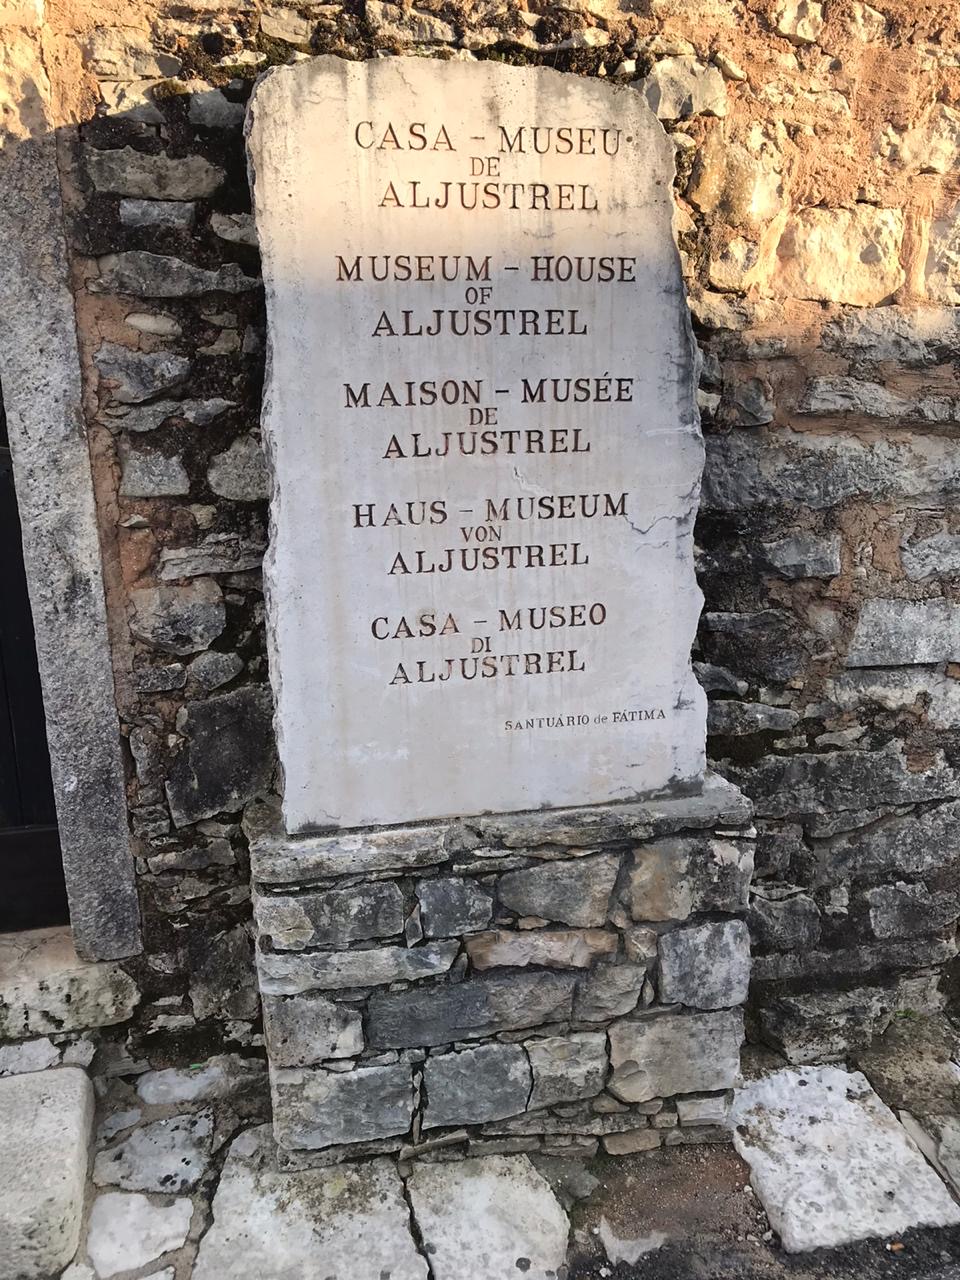 CASA - MUSEU
DE
ALJUSTREL
MUSEUM - HOUSE
OF
ALJUSTREL
MAISON - MUSÉE
DE
ALJUSTREL
HAUS - MUSEUM
VON
ALJUSTREL
CASA - MUSEO
DI
ALJUSTREL
SANTUÁRIO de FÁTIMA